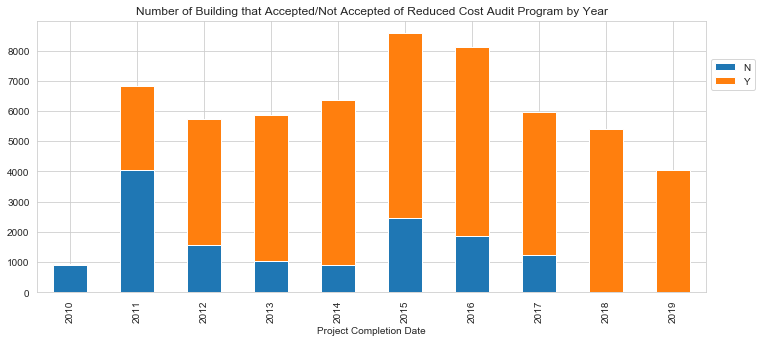 Number of Building that Accepted/Not Accepted of Reduced Cost Audit Program by Year
8000
7000
6000
5000
4000
3000
2000
1000
0
N
Y
2010 2011 2012 2013 2014 2015 2016 2017 2018 2019
Project Completion Date